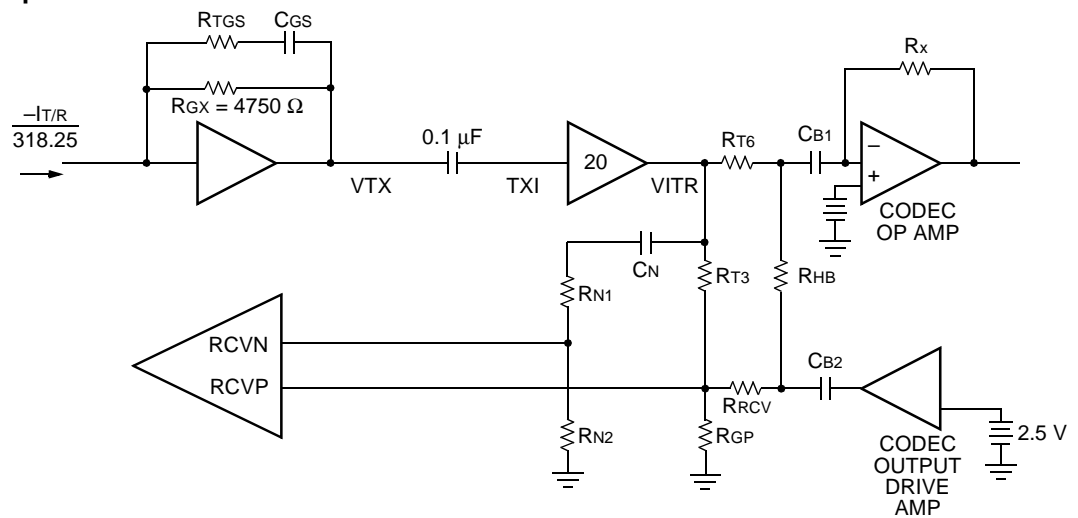 RTGS
CGS
RGX = 4750 Ω
–IT/R
318.25
VTX
0.1 μF
TXI
20
VITR
RT6
CB1
Rx
–
+
CODEC
OP AMP
CN
RN1
RT3
RHB
RCVN
RCVP
RN2
RGP
RRCV
CB2
CODEC
OUTPUT
DRIVE
AMP
2.5 V